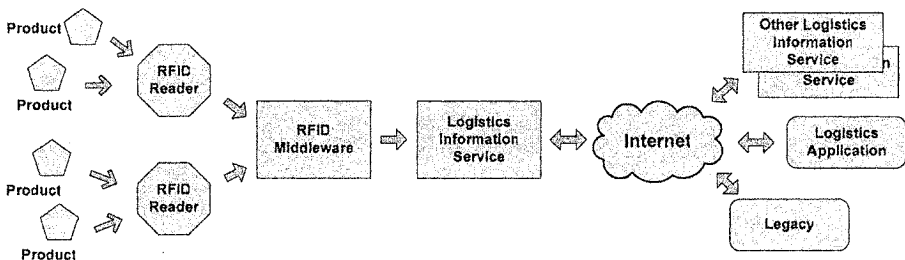 Product
Product
RFID
Reader
Product
Product
RFID
Reader
RFID
Middleware
Logistics
Information
Service
Internet
Other Logistics
Information
Service
n
Service
Logistics
Application
Legacy